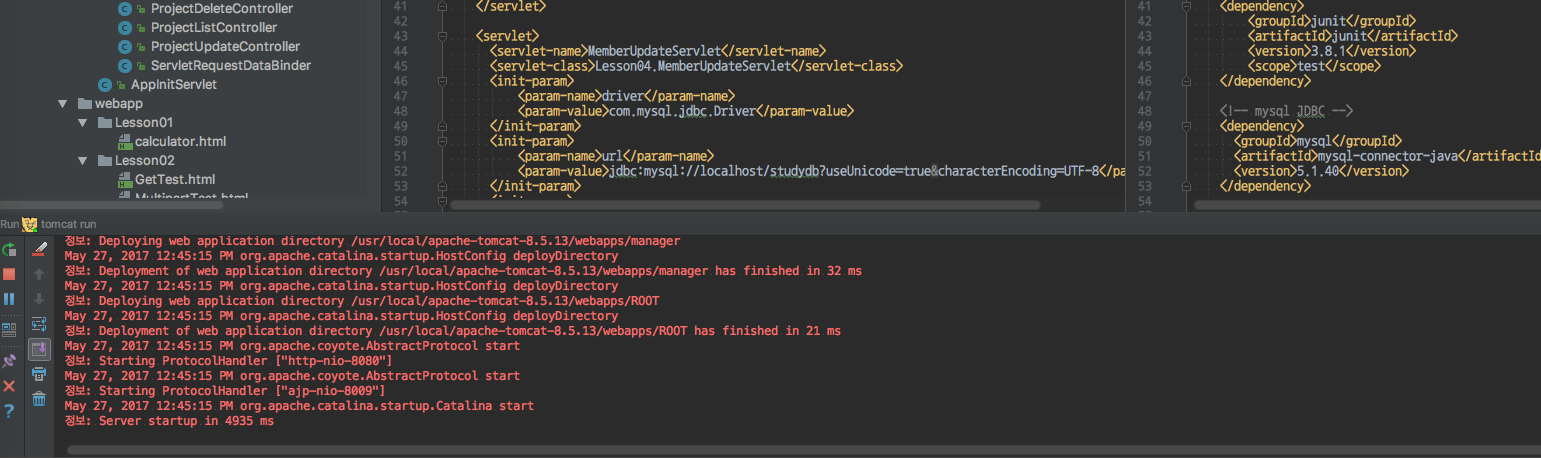 ProjectDeleteController
ProjectListController
ProjectUpdateController
ServletRequestDataBinder
AppInitServlet
webapp
Lesson01
calculator.html
Lesson02
GetTest.html
MultipartTest.html
41 </servlet>
42
43 <servlet>
44 <servlet-name>MemberUpdateServlet</servlet-name>
45 <servlet-class>Lesson04.MemberUpdateServlet</servlet-class>
46 <init-param>
47 <param-name>driver</param-name>
48 <param-value>com.mysql.jdbc.Driver</param-value>
49 </init-param>
50 <init-param>
51 <param-name>url</param-name>
52 <param-value>jdbc:mysql://localhost/studydb?useUnicode=true&characterEncoding=UTF-8</pa
53 </init-param>
54
41 <dependency>
42 <groupId>junit</groupId>
43 <artifactId>junit</artifactId>
44 <version>3.8.1</version>
45 <scope>test</scope>
46 </dependency>
47
48 <!-- mysql JDBC -->
49 <dependency>
50 <groupId>mysql</groupId>
51 <artifactId>mysql-connector-java</artifactId
52 <version>5.1.40</version>
53 </dependency>
54
Run tomcat run
정보: Deploying web application directory /usr/local/apache-tomcat-8.5.13/webapps/manager
May 27, 2017 12:45:15 PM org.apache.catalina.startup.HostConfig deployDirectory
정보: Deployment of web application directory /usr/local/apache-tomcat-8.5.13/webapps/manager has finished in 32 ms
May 27, 2017 12:45:15 PM org.apache.catalina.startup.HostConfig deployDirectory
정보: Deploying web application directory /usr/local/apache-tomcat-8.5.13/webapps/ROOT
May 27, 2017 12:45:15 PM org.apache.catalina.startup.HostConfig deployDirectory
정보: Deployment of web application directory /usr/local/apache-tomcat-8.5.13/webapps/ROOT has finished in 21 ms
May 27, 2017 12:45:15 PM org.apache.coyote.AbstractProtocol start
정보: Starting ProtocolHandler ["http-nio-8080"]
May 27, 2017 12:45:15 PM org.apache.coyote.AbstractProtocol start
정보: Starting ProtocolHandler ["ajp-nio-8009"]
May 27, 2017 12:45:15 PM org.apache.catalina.startup.Catalina start
정보: Server startup in 4935 ms